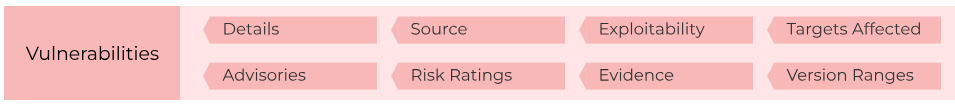 Vulnerabilities
Details
Source
Exploitability
Targets Affected
Advisories
Risk Ratings
Evidence
Version Ranges